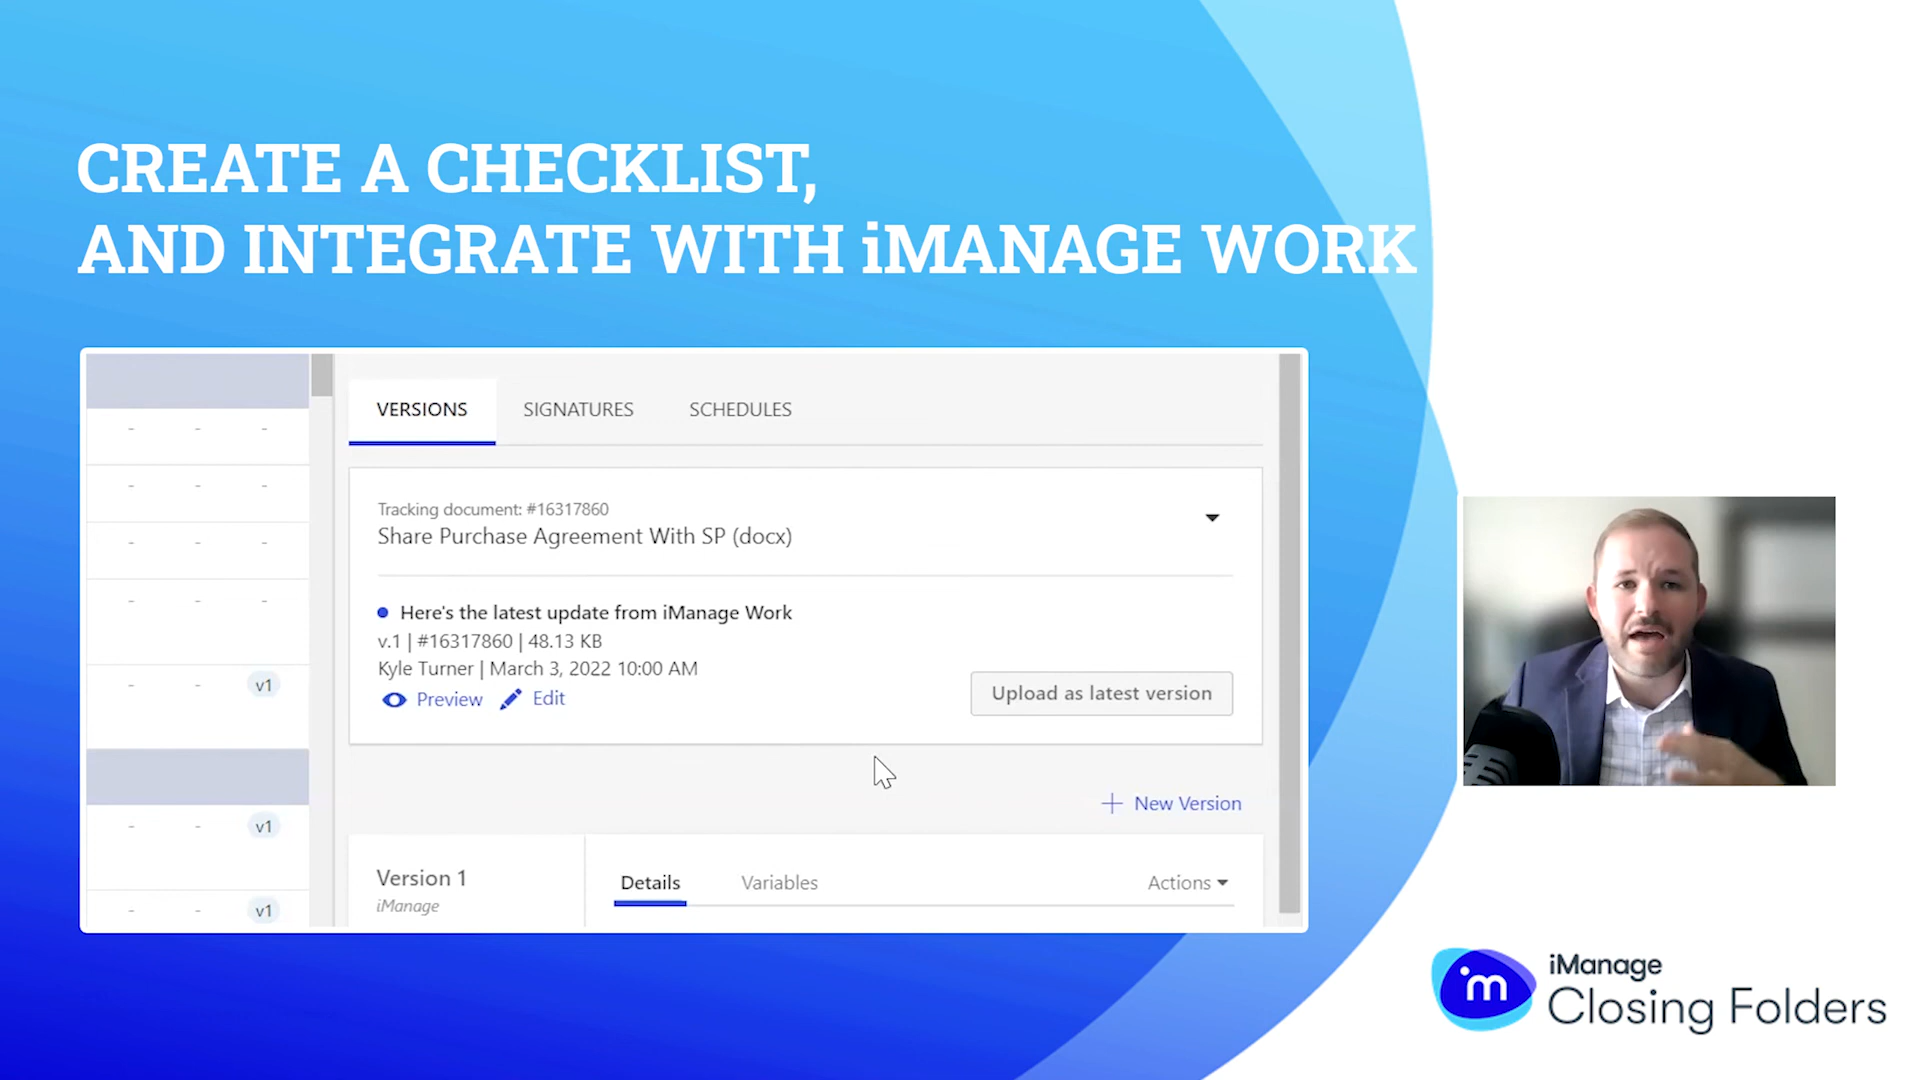 CREATE A CHECKLIST,
AND INTEGRATE WITH iMANAGE WORK
VERSIONS SIGNATURES SCHEDULES
Tracking document: #16317860
Share Purchase Agreement With SP (docx)
Here's the latest update from iManage Work
v.1 | #16317860 | 48.13 KB
Kyle Turner | March 3, 2022 10:00 AM
Preview Edit
Upload as latest version
- - -
- - -
- - -
- - -
- - v1
- - v1
- - v1
New Version
Version 1
iManage
Details Variables Actions
im
iManage
Closing Folders